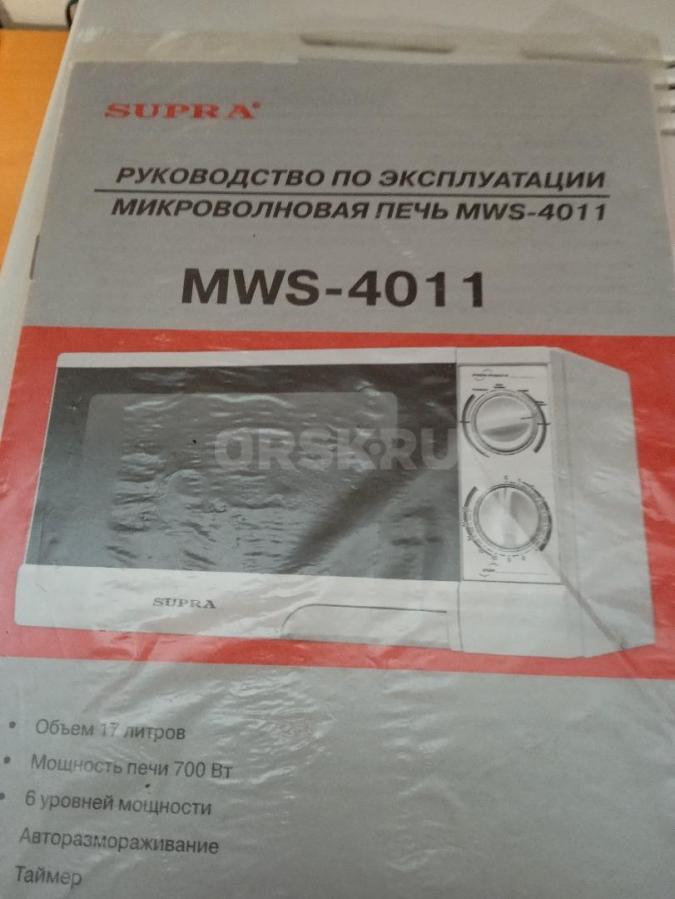 SUPRA
РУКОВОДСТВО ПО ЭКСПЛУАТАЦИИ
МИКРОВОЛНОВАЯ ПЕЧЬ MWS-4011
MWS-4011
ORSK.RU
SUPRA
• Объем 17 литров
• Мощность печи 700 Вт
• 6 уровней мощности
Авторазмораживание
Таймер